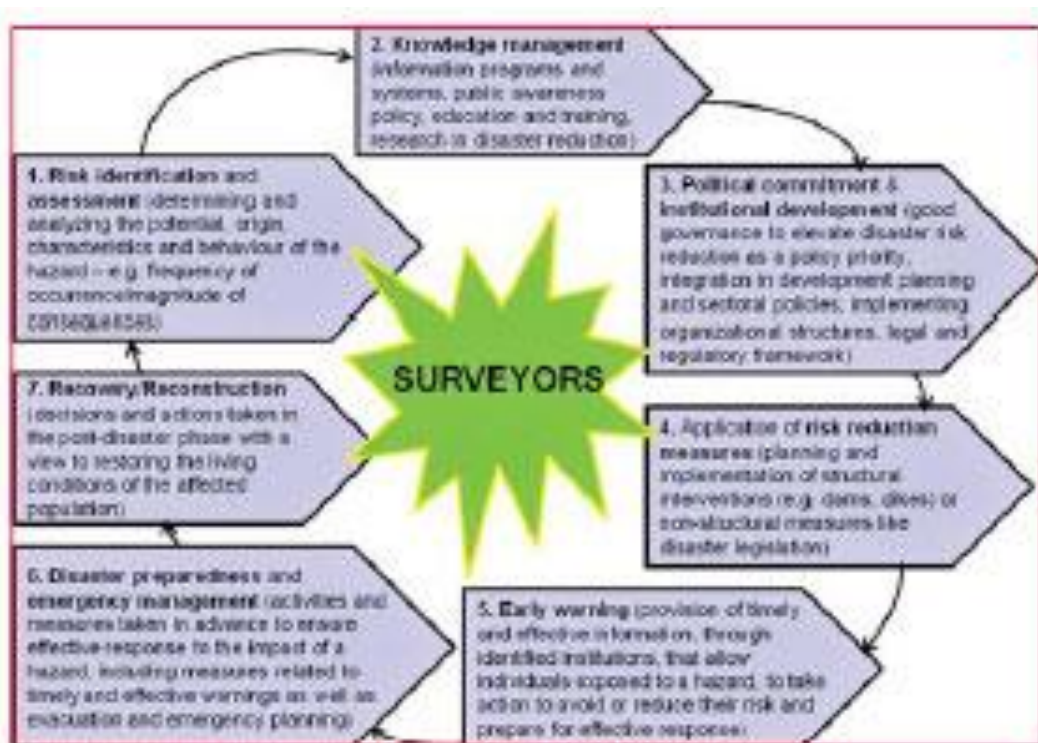 2. Knowledge management
(information programs and
systems, public awareness
policy, education and training,
research in disaster reduction)
1. Risk identification and
assessment (determining and
analyzing the potential, origin,
characteristics and behaviour of the
hazard – e.g. frequency of
occurrence/magnitude of
consequences)
3. Political commitment &
institutional development (good
governance to elevate disaster risk
reduction as a policy priority,
integration in development planning
and sectoral policies, implementing
organizational structures, legal and
regulatory framework)
SURVEYORS
7. Recovery/Reconstruction
(decisions and actions taken in
the post-disaster phase with a
view to restoring the living
conditions of the affected
population)
4. Application of risk reduction
measures (planning and
implementation of structural
interventions (e.g. dams, dikes) or
non-structural measures like
disaster legislation)
6. Disaster preparedness and
emergency management (activities and
measures taken in advance to ensure
effective response to the impact of a
hazard, including measures related to
timely and effective warnings as well as
evacuation and emergency planning)
5. Early warning (provision of timely
and effective information, through
identified institutions, that allow
individuals exposed to a hazard, to take
action to avoid or reduce their risk and
prepare for effective response)